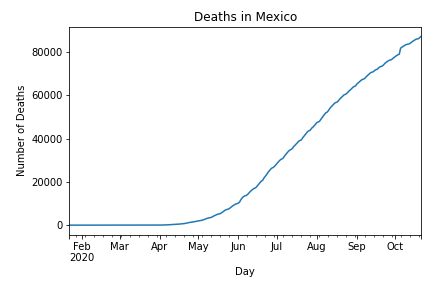 Deaths in Mexico
Number of Deaths
80000
60000
40000
20000
0
Feb Mar Apr May Jun Jul Aug Sep Oct
2020
Day